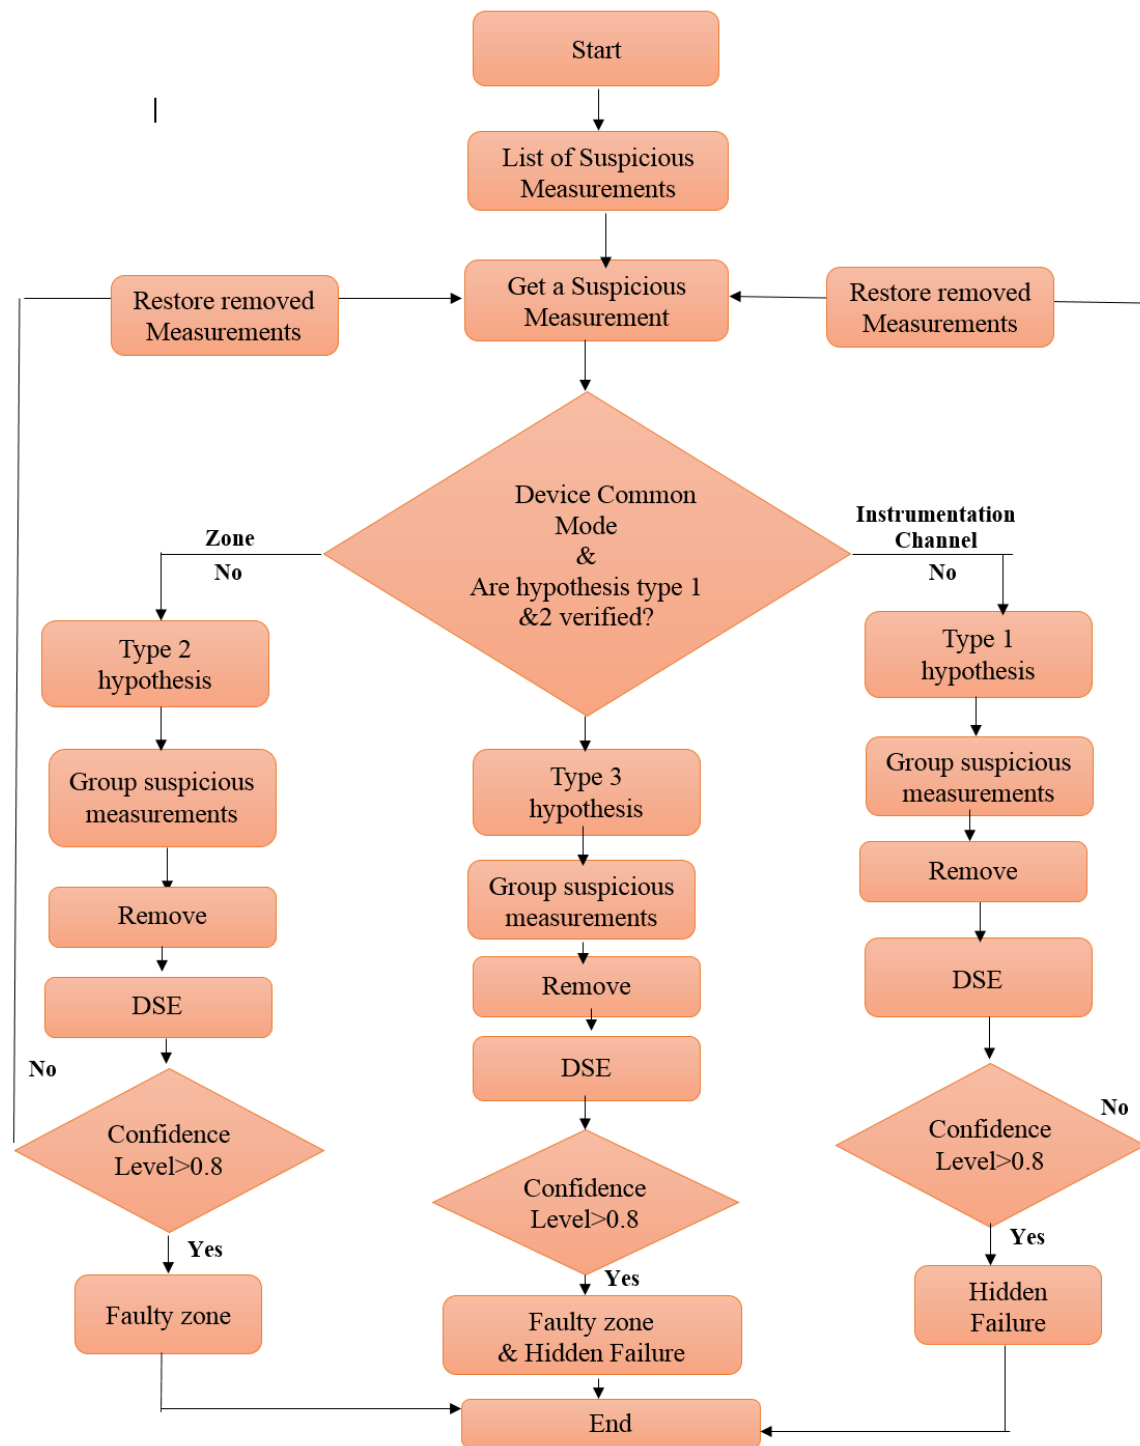 Start
List of Suspicious
Measurements
Restore removed
Measurements
Get a Suspicious
Measurement
Restore removed
Measurements
Device Common
Mode
&
Are hypothesis type 1
&2 verified?
Zone
No
Instrumentation
Channel
No
Type 2
hypothesis
Group suspicious
measurements
Remove
DSE
No
Confidence
Level>0.8
Yes
Faulty zone
Type 3
hypothesis
Group suspicious
measurements
Remove
DSE
Confidence
Level>0.8
Yes
Faulty zone
& Hidden Failure
Type 1
hypothesis
Group suspicious
measurements
Remove
DSE
No
Confidence
Level>0.8
Yes
Hidden
Failure
End